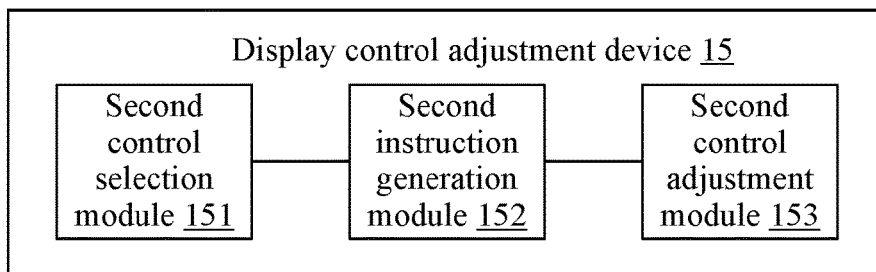 Display control adjustment device 15
Second
control
selection
module 151
Second
instruction
generation
module 152
Second
control
adjustment
module 153